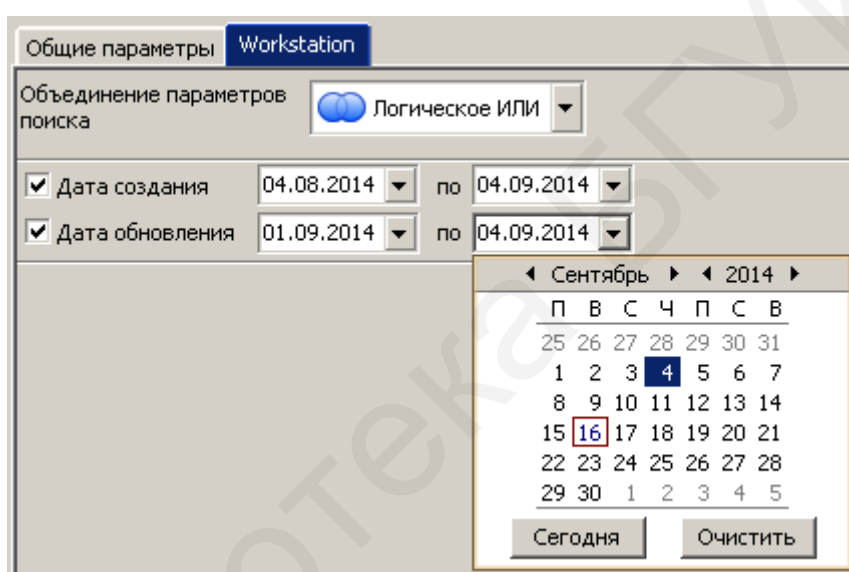 Общие параметры Workstation
Объединение параметров
поиска
Логическое ИЛИ
Дата создания 04.08.2014 по 04.09.2014
Дата обновления 01.09.2014 по 04.09.2014
Сентябрь 2014
П В С Ч П С В
25 26 27 28 29 30 31
1 2 3 4 5 6 7
8 9 10 11 12 13 14
15 16 17 18 19 20 21
22 23 24 25 26 27 28
29 30 1 2 3 4 5
Сегодня Очистить